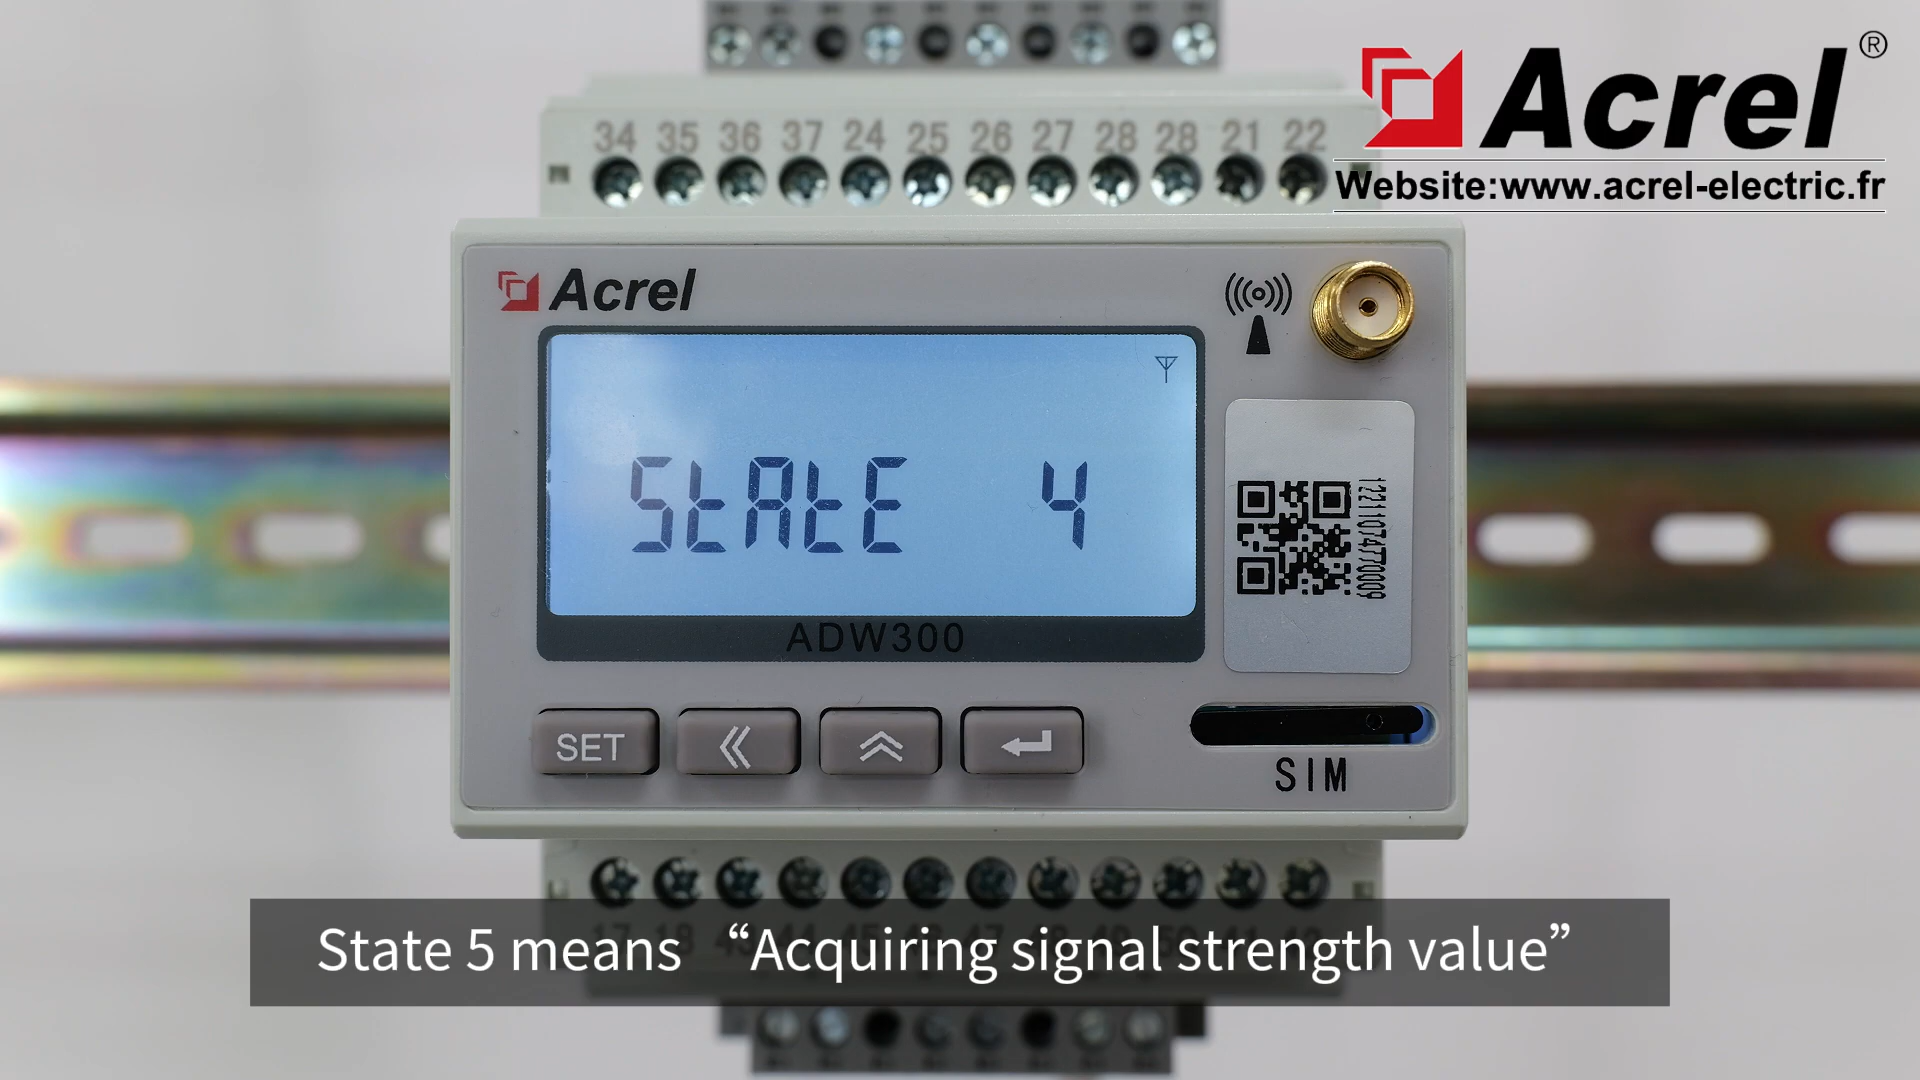 Acrel®
Website:www.acrel-electric.fr
34 35 36 37 24 25 26 27 28 28 21 22
Acrel
StAtE 4
ADW300
SET
SIM
State 5 means “Acquiring signal strength value”